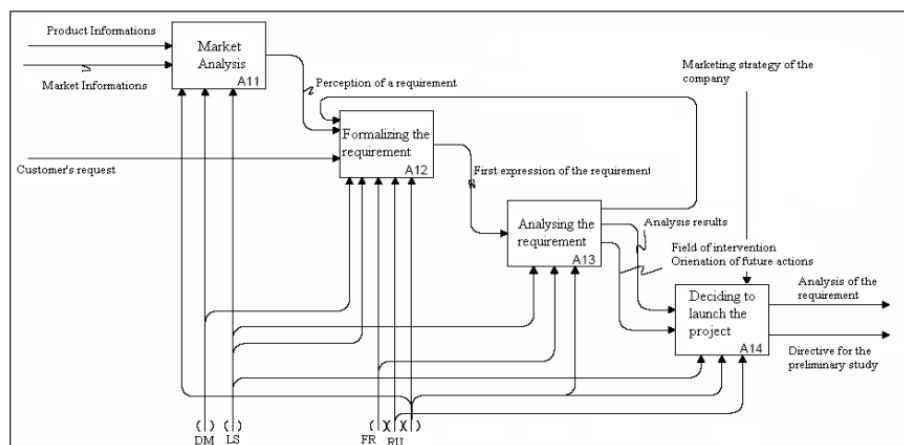 Product Informations
Market Informations
Market
Analysis
A11
Perception of a requirement
Marketing strategy of the
company
Formalizing the
requirement
A12
Customer's request
First expression of the requirement
Analysing the
requirement
A13
Analysis results
Field of intervention
Orienation of future actions
Deciding to
launch the
project
A14
Analysis of the
requirement
Directive for the
preliminary study
DM
LS
FR
RU